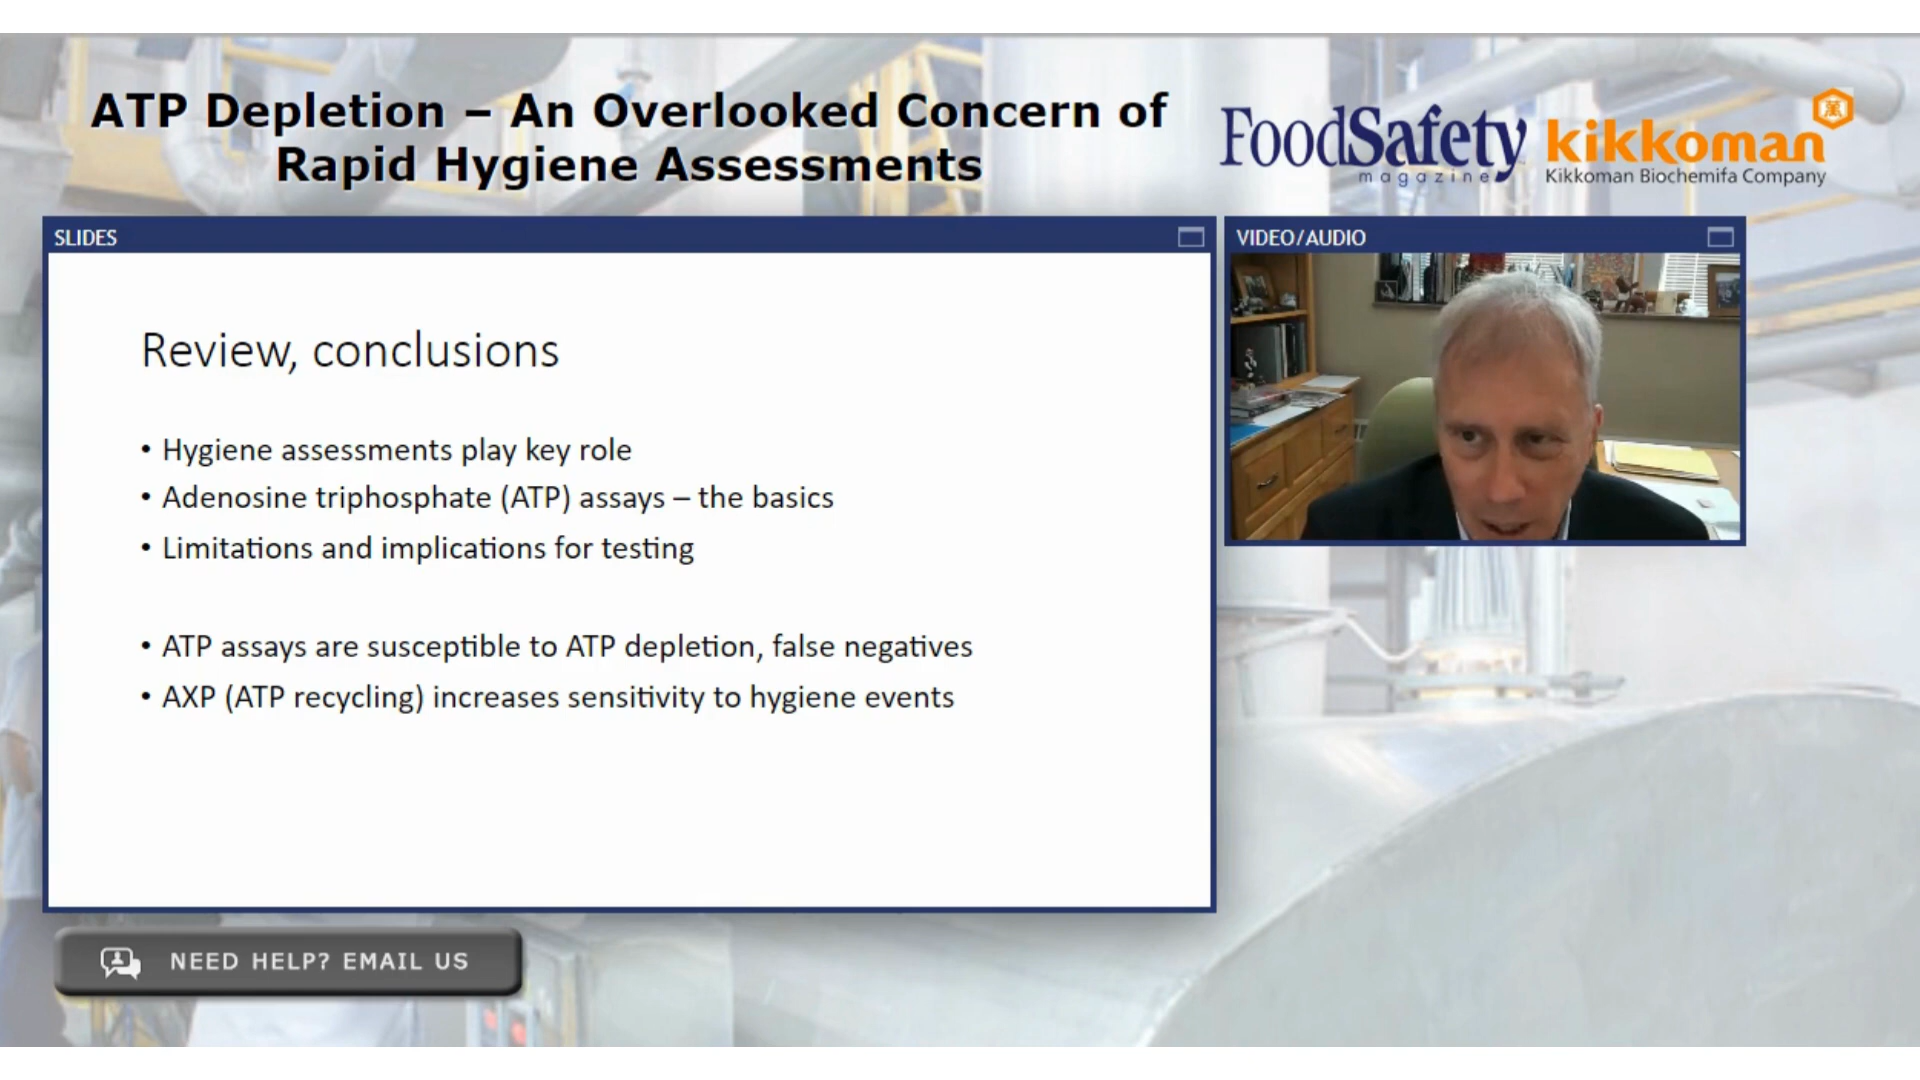 ATP Depletion – An Overlooked Concern of
Rapid Hygiene Assessments
FoodSafety
magazine
kikkoman
Kikkoman Biochemifa Company
SLIDES
VIDEO/AUDIO
Review, conclusions
• Hygiene assessments play key role
• Adenosine triphosphate (ATP) assays – the basics
• Limitations and implications for testing
• ATP assays are susceptible to ATP depletion, false negatives
• AXP (ATP recycling) increases sensitivity to hygiene events
NEED HELP? EMAIL US